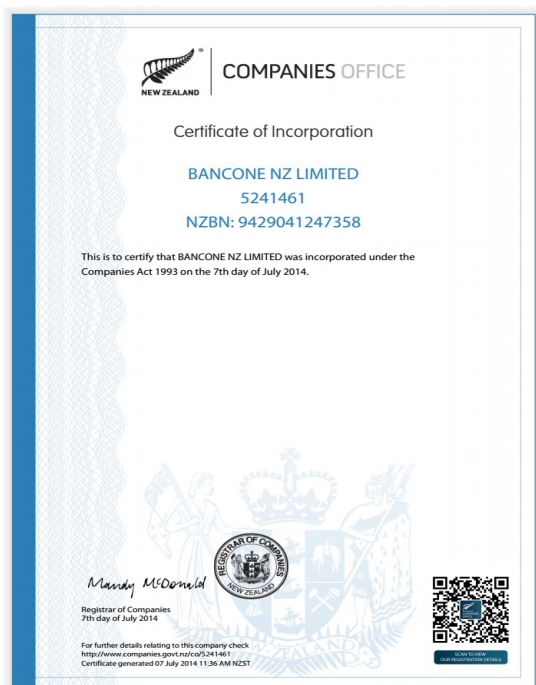 NEW ZEALAND
COMPANIES OFFICE
Certificate of Incorporation
BANCONE NZ LIMITED
5241461
NZBN: 9429041247358
This is to certify that BANCONE NZ LIMITED was incorporated under the
Companies Act 1993 on the 7th day of July 2014.
REGISTRAR OF COMPANIES
NEW ZEALAND
Mandy McDonald
Registrar of Companies
7th day of July 2014
For further details relating to this company check
http://www.companies.govt.nz/co/5241461
Certificate generated 07 July 2014 11:36 AM NZST
ZEALAND
SCAN TO VIEW
OUR REGISTRATION DETAILS